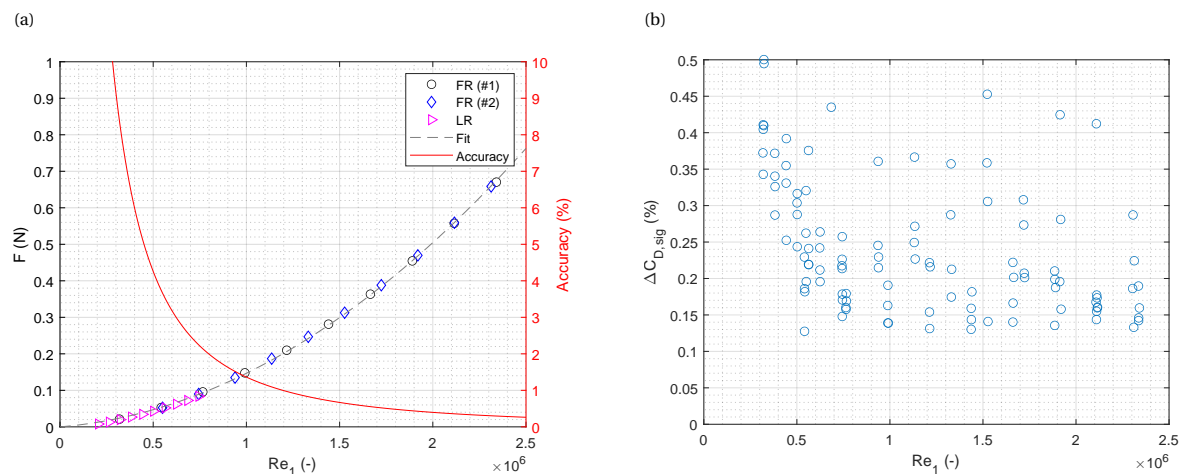 (a)
1
0.9
0.8
0.7
0.6
0.5
0.4
0.3
0.2
0.1
0
F (N)
10
9
8
7
6
5
4
3
2
1
0
Accuracy (%)
FR (#1)
FR (#2)
LR
Fit
Accuracy
0 0.5 1 1.5 2 2.5
Re1 (-)
×10^6
(b)
0.5
0.45
0.4
0.35
0.3
0.25
0.2
0.15
0.1
0.05
0
ΔC_D,sig (%)
0 0.5 1 1.5 2 2.5
Re1 (-)
×10^6